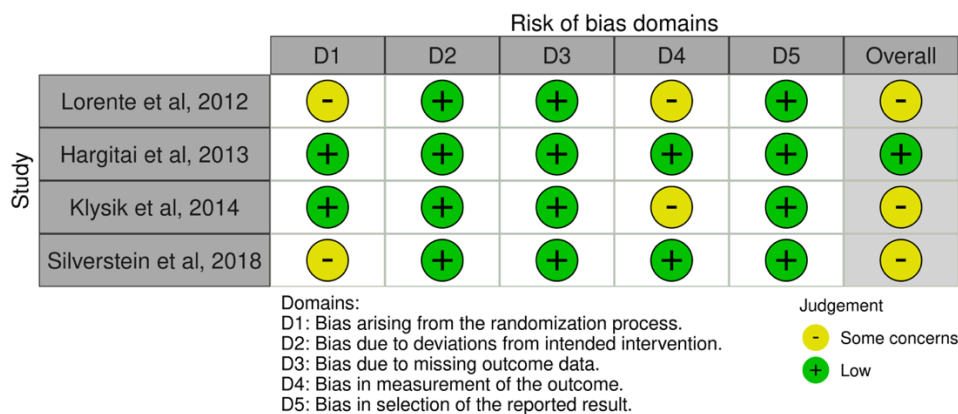 Risk of bias domains
D1 D2 D3 D4 D5 Overall
Study
Lorente et al, 2012 - + + - + -
Hargitai et al, 2013 + + + + + +
Klysik et al, 2014 + + + - + -
Silverstein et al, 2018 - + + + + -
Domains:
D1: Bias arising from the randomization process.
D2: Bias due to deviations from intended intervention.
D3: Bias due to missing outcome data.
D4: Bias in measurement of the outcome.
D5: Bias in selection of the reported result.
Judgement
- Some concerns
+ Low